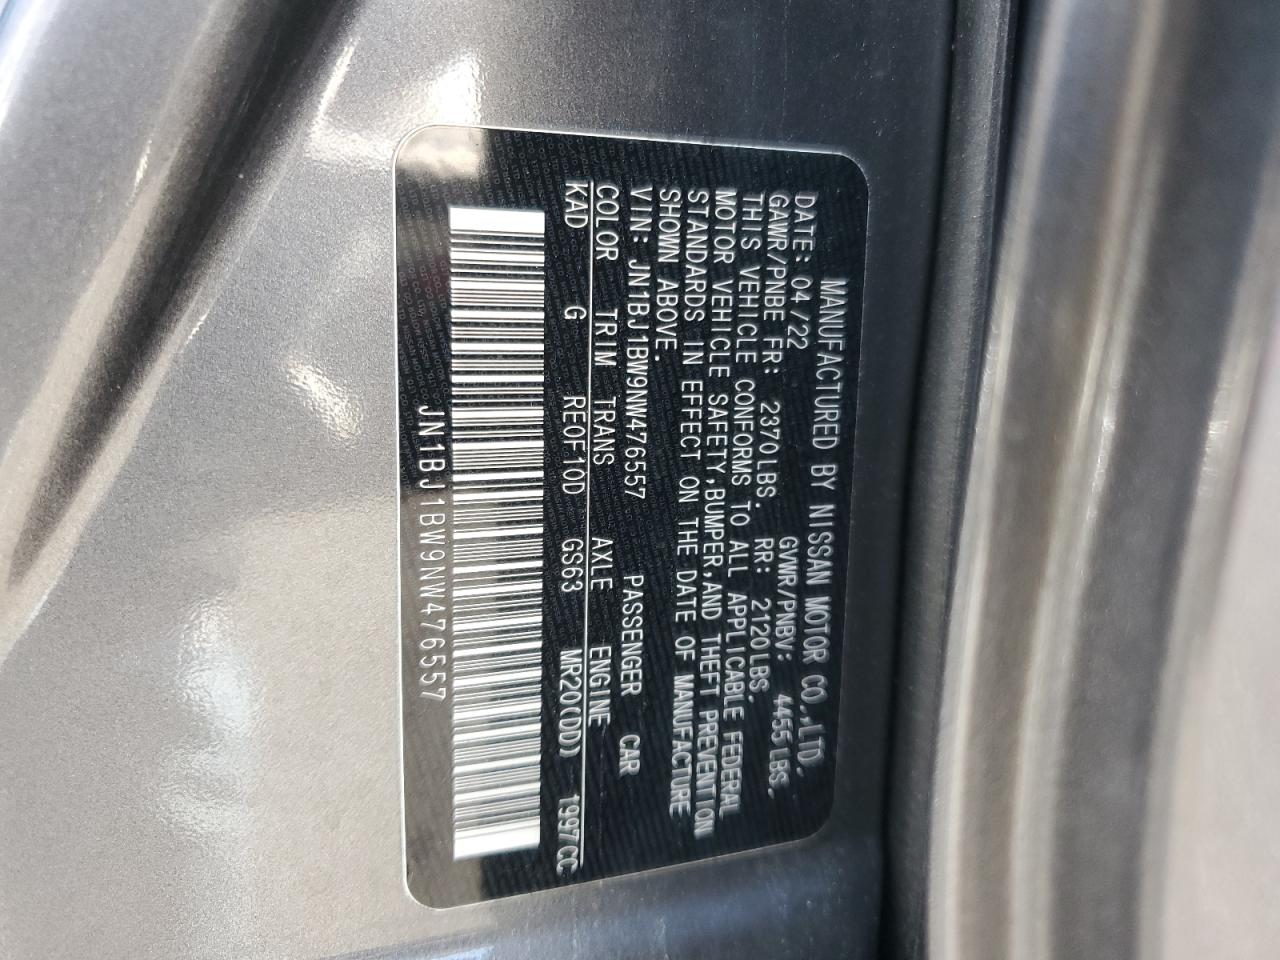 MANUFACTURED BY NISSAN MOTOR CO.,LTD.
DATE: 04/22 GVWR/PNBV: 4455LBS.
GAWR/PNBE FR: 2370LBS. RR: 2120LBS.
THIS VEHICLE CONFORMS TO ALL APPLICABLE FEDERAL
MOTOR VEHICLE SAFETY,BUMPER,AND THEFT PREVENTION
STANDARDS IN EFFECT ON THE DATE OF MANUFACTURE
SHOWN ABOVE.
VIN: JN1BJ1BW9NW476557 PASSENGER CAR
COLOR TRIM TRANS AXLE ENGINE
KAD G RE0F10D GS63 MR20(DD) 1997CC
JN1BJ1BW9NW476557